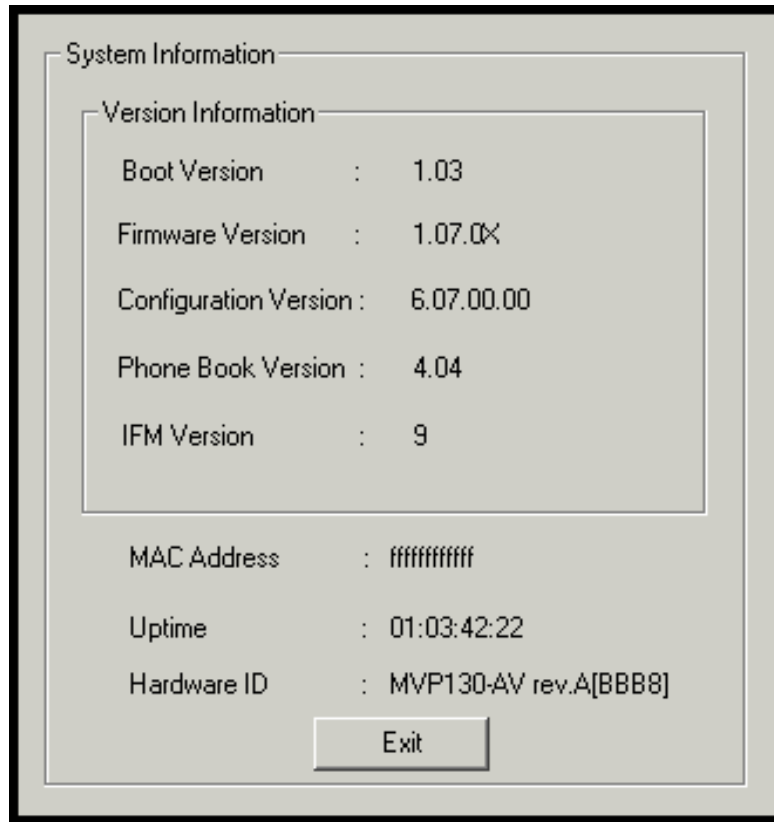 System Information
Version Information
Boot Version : 1.03
Firmware Version : 1.07.0X
Configuration Version : 6.07.00.00
Phone Book Version : 4.04
IFM Version : 9
MAC Address : ffffffffffff
Uptime : 01:03:42:22
Hardware ID : MVP130-AV rev.A[BBB8]
Exit